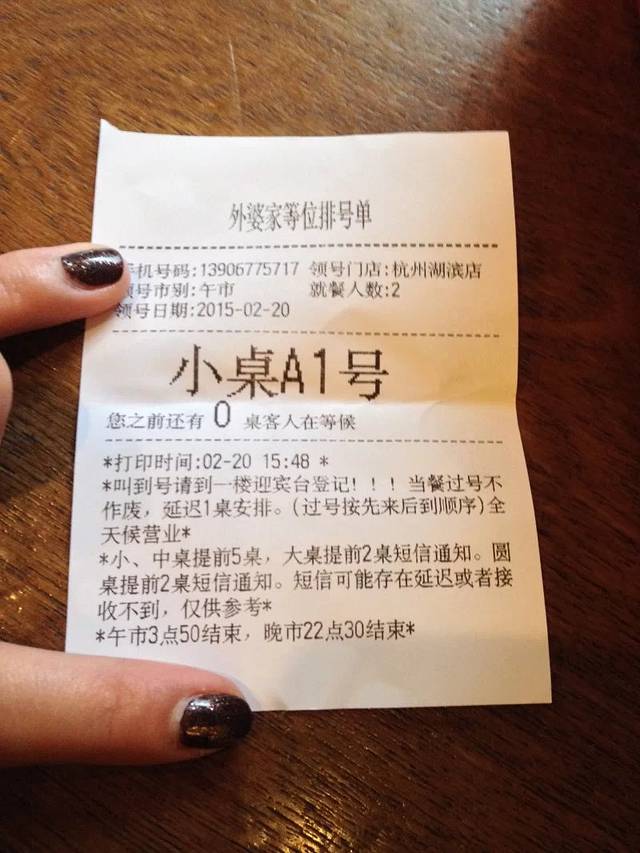 外婆家等位排号单
手机号码:13906775717 领号门店:杭州湖滨店
领号市别:午市 就餐人数:2
领号日期:2015-02-20
小桌A1号
您之前还有 0 桌客人在等候
*打印时间:02-20 15:48 *
*叫到号请到一楼迎宾台登记!!!当餐过号不
作废，延迟1桌安排。(过号按先来后到顺序)全
天候营业*
*小、中桌提前5桌，大桌提前2桌短信通知。圆
桌提前2桌短信通知。短信可能存在延迟或者接
收不到，仅供参考*
*午市3点50结束，晚市22点30结束*